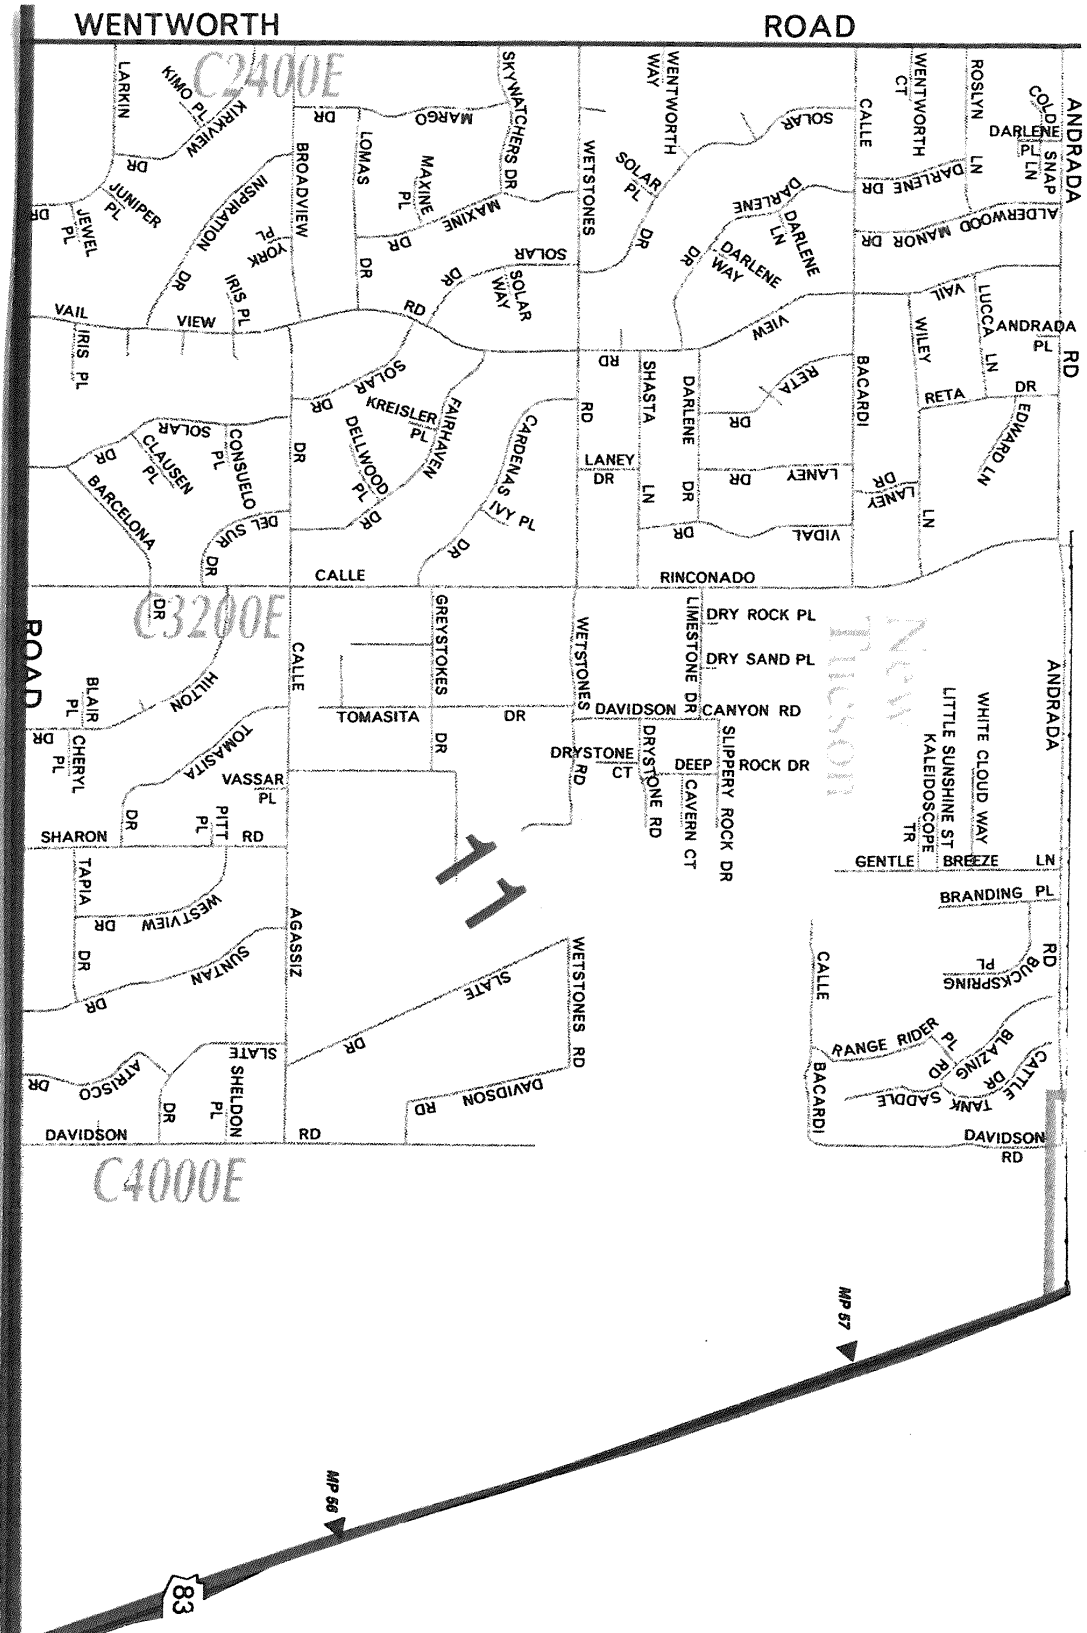 WENTWORTH ROAD
C2400E
LARKIN
KIMO PL
KIRKVIEW
DR
MARGO
DR
SKYWATCHERS DR
WENTWORTH
WAY
SOLAR
CALLE
WENTWORTH
CT
ROSLYN
LN
COLD
SNAP
LN
DARLENE
PL
ANDRADA
RD
JUNIPER
PL
JEWEL
PL
DR
INSPIRATION
DR
BROADVIEW
LOMAS
DR
MAXINE
PL
MAXINE
DR
WETSTONES
SOLAR
PL
DR
DARLENE
DR
DARLENE
LN
DARLENE
WAY
DARLENE
DR
ALDERWOOD MANOR DR
YORK
PL
IRIS PL
SOLAR
DR
SOLAR
WAY
VAIL
VIEW
RD
VIEW
VAIL
LUCCA
LN
ANDRADA
PL
IRIS PL
SOLAR
DR
KREISLER
PL
FAIRHAVEN
DR
DELLWOOD
PL
CARDENAS
DR
IVY PL
RD
RD
SHASTA
LN
DARLENE
DR
RETA
DR
BACARDI
WILEY
LN
RETA
DR
EDWARD LN
SOLAR
DR
CLAUSEN
PL
CONSUELO
PL
DR
BARCELONA
DR
DEL SUR
DR
LANEY
DR
LANEY
DR
LANEY
DR
VIDAL
DR
CALLE
RINCONADO
C3200E
ROAD
GREYSTOKES
DR
WETSTONES
RD
LIMESTONE DR
DRY ROCK PL
DRY SAND PL
New
Tucson
BLAIR
PL
HILTON
DR
CALLE
TOMASITA
DR
DAVIDSON
CANYON RD
LITTLE SUNSHINE ST
WHITE CLOUD WAY
KALEIDOSCOPE
TR
ANDRADA
RD
CHERYL
PL
TOMASITA
DR
VASSAR
PL
DRYSTONE
CT
DRYSTONE RD
DEEP
ROCK DR
SLIPPERY ROCK DR
CAVERN CT
SHARON
RD
PITT
PL
GENTLE
BREEZE
LN
11
TAPIA
DR
WESTVIEW
DR
AGASSIZ
BRANDING PL
SUNTAN
DR
SLATE
DR
WETSTONES RD
CALLE
BACARDI
BUCKSPRING
PL
RANGE RIDER
PL
BLAZING
RD
CATTLE
DR
TANK
SADDLE
SLATE
DR
ATRISCO
DR
SHELDON
PL
DAVIDSON
RD
DAVIDSON
RD
DAVIDSON
RD
C4000E
MP 57
MP 56
83